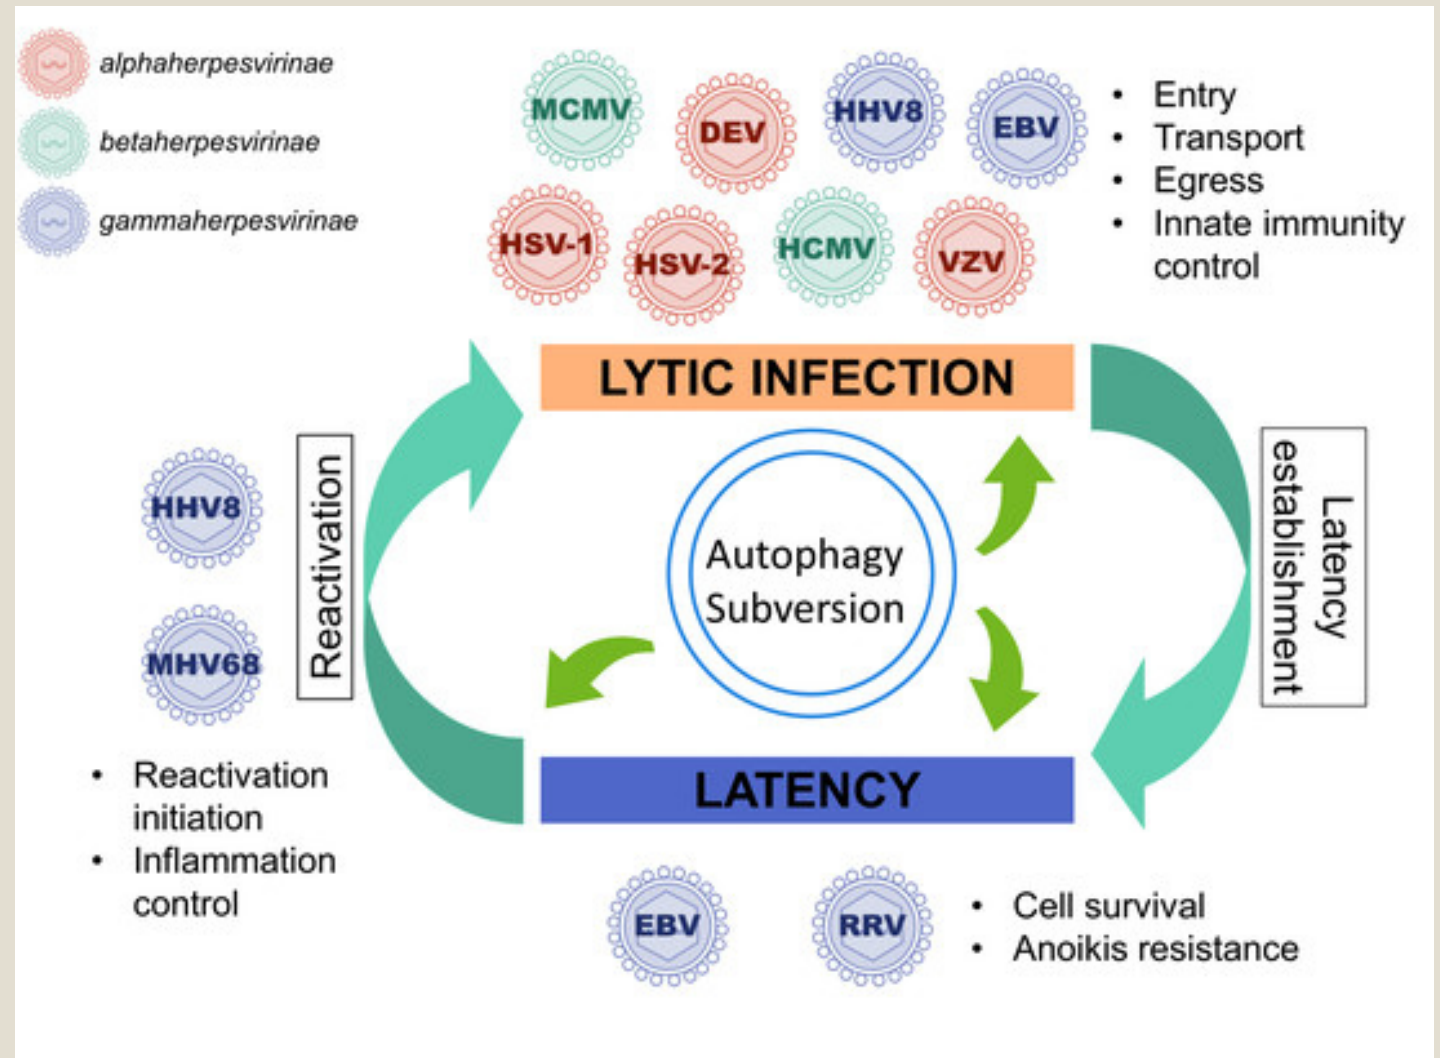 alphaherpesvirinae
betaherpesvirinae
gammaherpesvirinae
MCMV
DEV
HHV8
EBV
HSV-1
HSV-2
HCMV
VZV
• Entry
• Transport
• Egress
• Innate immunity
control
LYTIC INFECTION
Reactivation
HHV8
MHV68
• Reactivation
initiation
• Inflammation
control
Autophagy
Subversion
Latency
establishment
LATENCY
EBV
RRV
• Cell survival
• Anoikis resistance